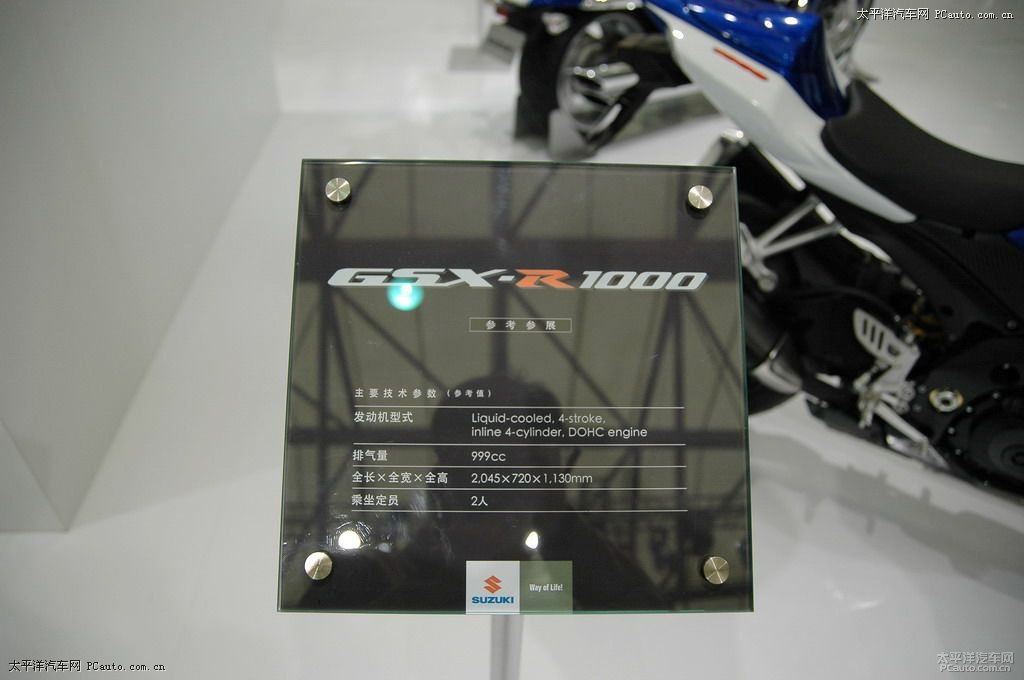 太平洋汽车网 PCauto.com.cn
GSX-R1000
参考参展
主要技术参数（参考值）
发动机型式 Liquid-cooled, 4-stroke,
inline 4-cylinder, DOHC engine
排气量 999cc
全长×全宽×全高 2,045×720×1,130mm
乘坐定员 2人
SUZUKI Way of Life!
太平洋汽车网 PCauto.com.cn
太平洋汽车网
PCauto.com.cn